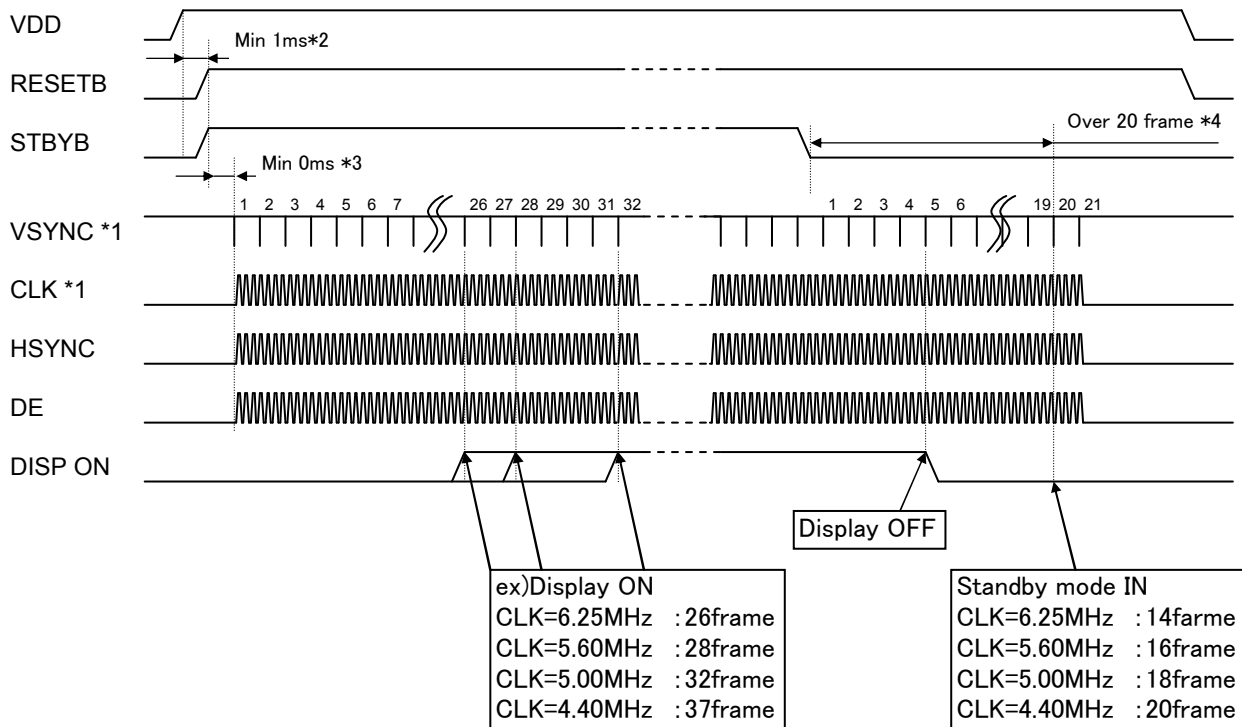 VDD
Min 1ms*2
RESETB
STBYB
Over 20 frame *4
Min 0ms *3
1 2 3 4 5 6 7 26 27 28 29 30 31 32 1 2 3 4 5 6 19 20 21
VSYNC *1
CLK *1
HSYNC
DE
DISP ON
Display OFF
ex)Display ON
CLK=6.25MHz :26frame
CLK=5.60MHz :28frame
CLK=5.00MHz :32frame
CLK=4.40MHz :37frame
Standby mode IN
CLK=6.25MHz :14farme
CLK=5.60MHz :16frame
CLK=5.00MHz :18frame
CLK=4.40MHz :20frame